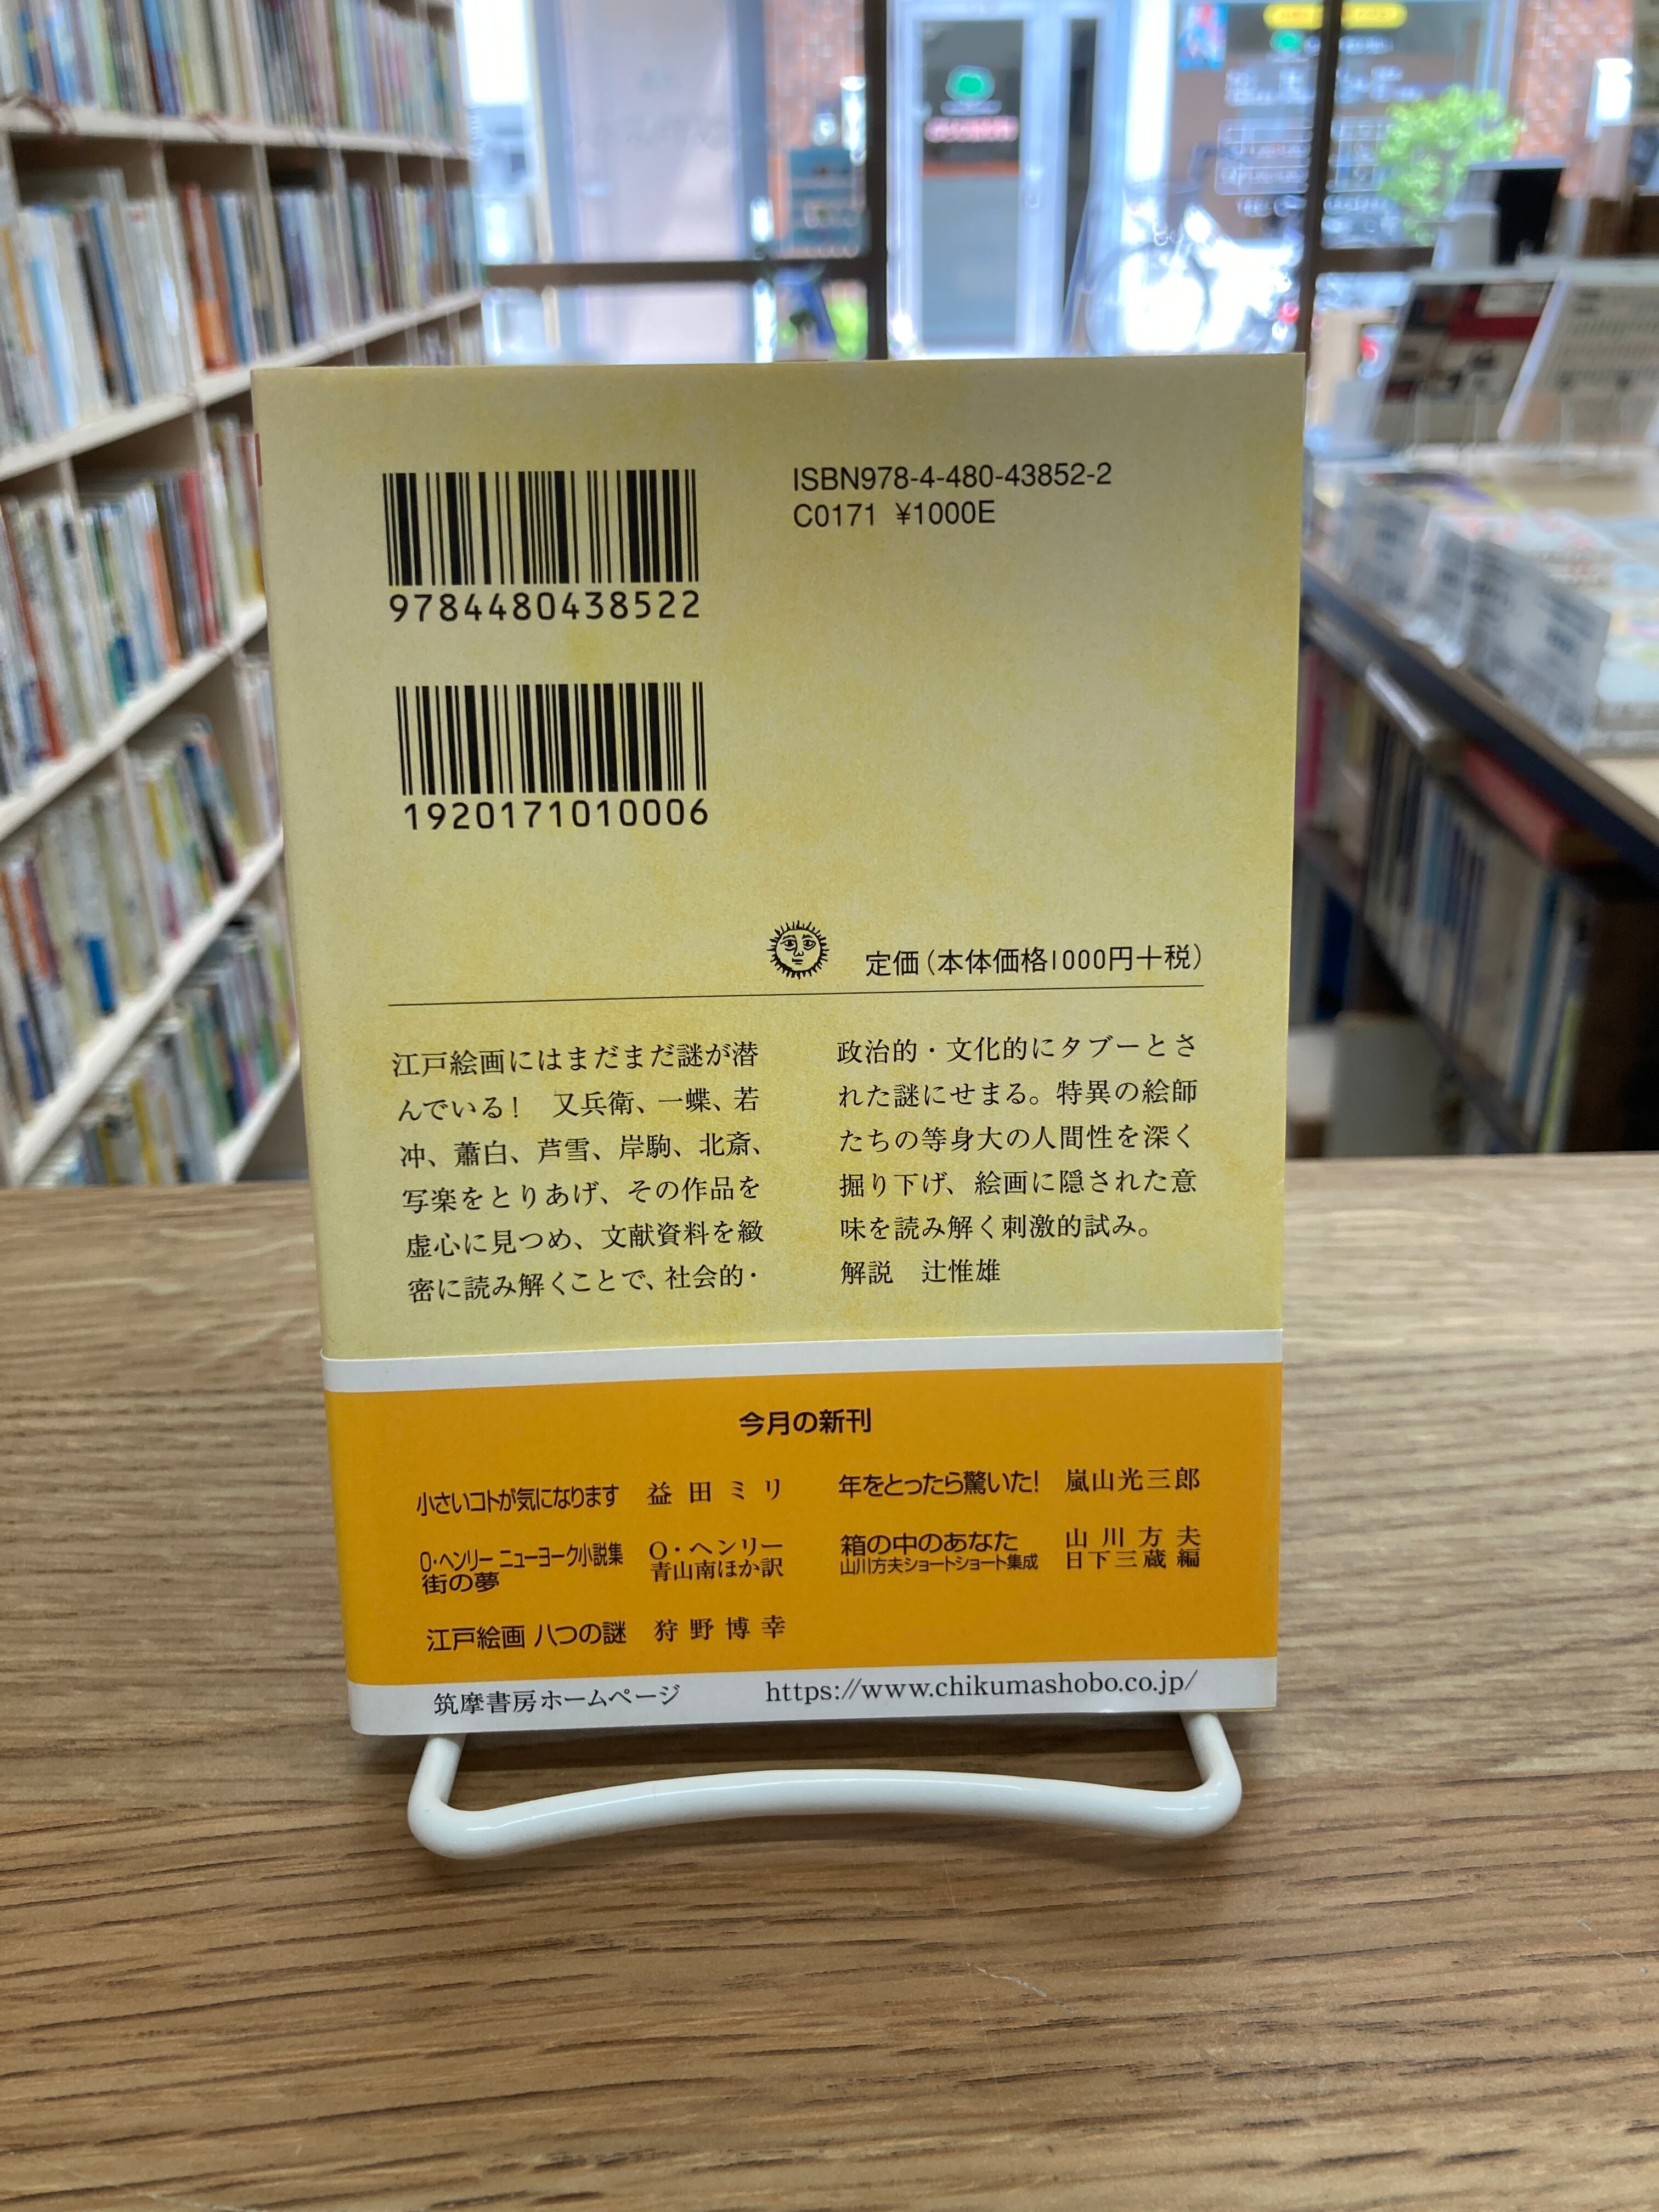 9784480438522
ISBN978-4-480-43852-2
C0171 ¥1000E
1920171010006
定価(本体価格1000円+税)
江戸絵画にはまだまだ謎が潜
んでいる! 又兵衛、一蝶、若
冲、蕭白、芦雪、岸駒、北斎、
写楽をとりあげ、その作品を
虚心に見つめ、文献資料を緻
密に読み解くことで、社会的・
政治的・文化的にタブーとさ
れた謎にせまる。特異の絵師
たちの等身大の人間性を深く
掘り下げ、絵画に隠された意
味を読み解く刺激的試み。
解説 辻惟雄
今月の新刊
小さいコトが気になります 益田ミリ
O・ヘンリー ニューヨーク小説集
街の夢
O・ヘンリー
青山南ほか訳
江戸絵画 八つの謎 狩野博幸
年をとったら驚いた! 嵐山光三郎
箱の中のあなた
山川方夫ショートショート集成
山川方夫
日下三蔵 編
筑摩書房ホームページ https://www.chikumashobo.co.jp/